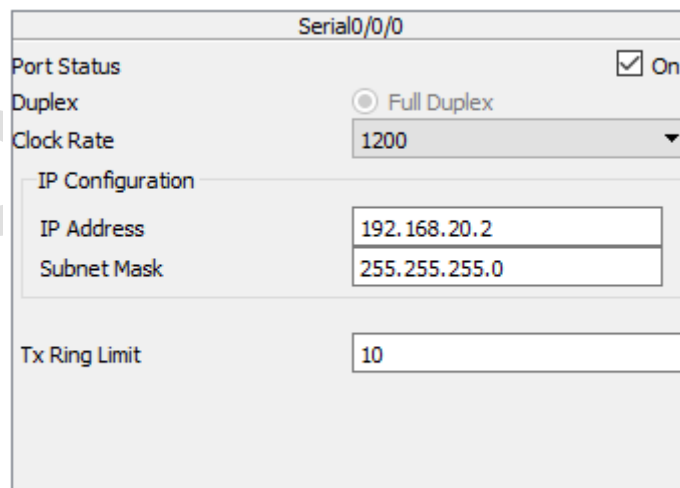 Serial0/0/0
Port Status On
Duplex Full Duplex
Clock Rate 1200
IP Configuration
IP Address 192.168.20.2
Subnet Mask 255.255.255.0
Tx Ring Limit 10